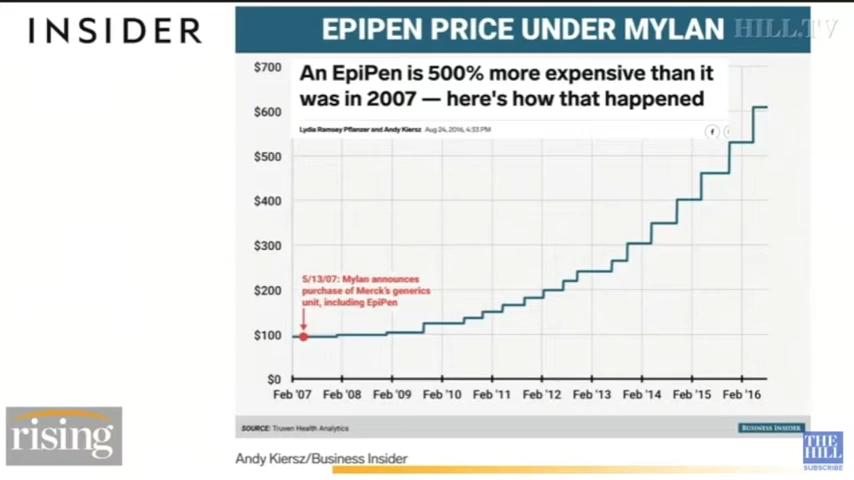 INSIDER
EPIPEN PRICE UNDER MYLAN
HILL.TV
An EpiPen is 500% more expensive than it
was in 2007 — here's how that happened
Lydia Ramsey Pflanzer and Andy Kiersz Aug 24, 2016, 4:33 PM
$700
$600
$500
$400
$300
$200
$100
$0
5/13/07: Mylan announces
purchase of Merck's generics
unit, including EpiPen
Feb '07 Feb '08 Feb '09 Feb '10 Feb '11 Feb '12 Feb '13 Feb '14 Feb '15 Feb '16
SOURCE: Truven Health Analytics
BUSINESS INSIDER
Andy Kiersz/Business Insider
rising
THE
HILL
SUBSCRIBE